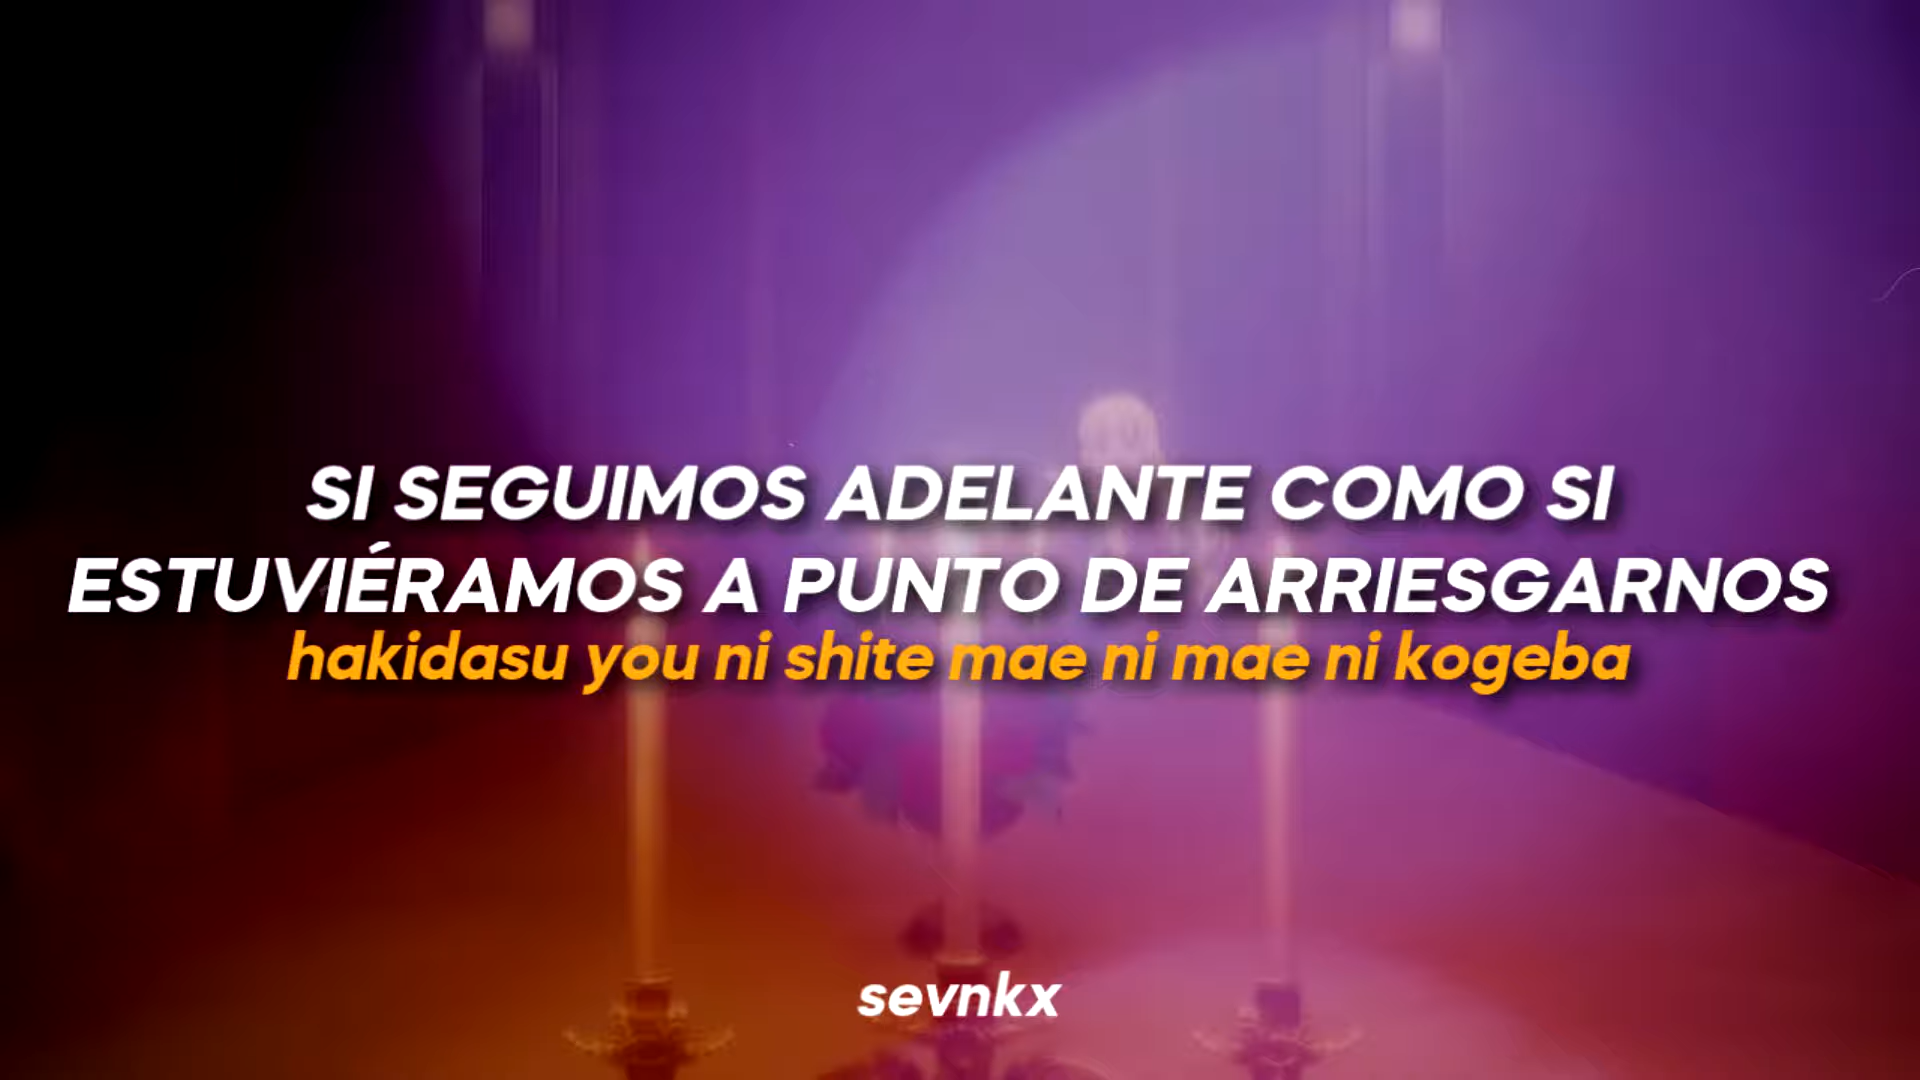 SI SEGUIMOS ADELANTE COMO SI
ESTUVIÉRAMOS A PUNTO DE ARRIESGARNOS
hakidasu you ni shite mae ni mae ni kogeba
sevnkx